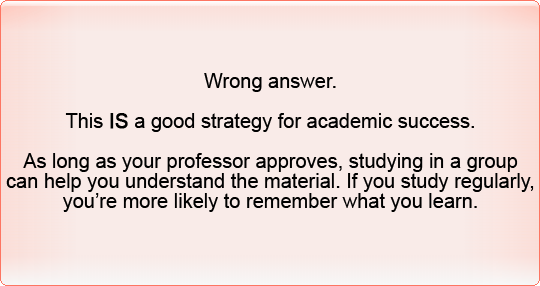 Wrong answer.
This IS a good strategy for academic success.
As long as your professor approves, studying in a group
can help you understand the material. If you study regularly,
you’re more likely to remember what you learn.